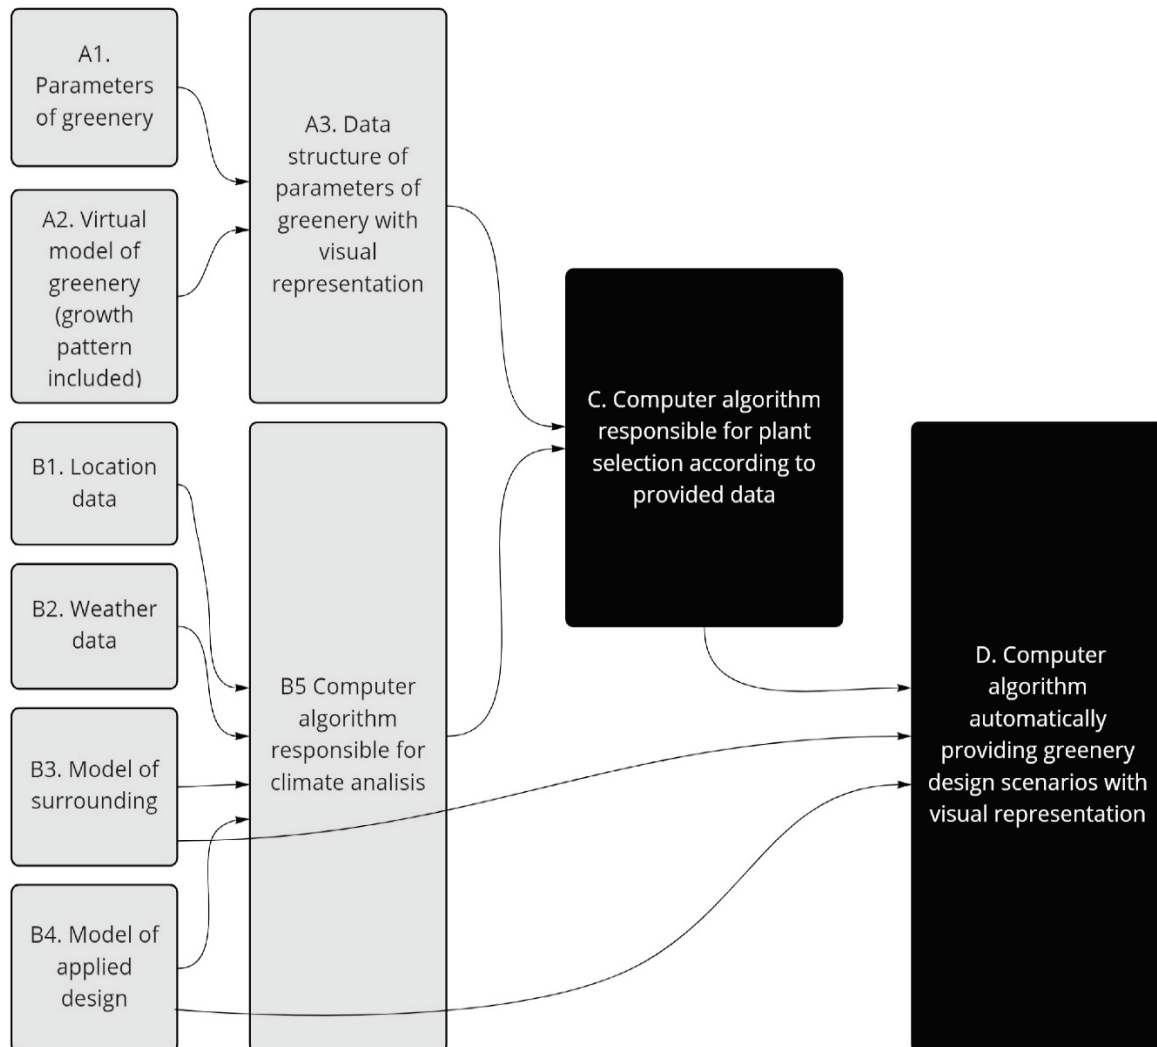 A1.
Parameters
of greenery
A2. Virtual
model of
greenery
(growth
pattern
included)
A3. Data
structure of
parameters of
greenery with
visual
representation
B1. Location
data
B2. Weather
data
B3. Model of
surrounding
B4. Model of
applied
design
B5 Computer
algorithm
responsible for
climate analisis
C. Computer algorithm
responsible for plant
selection according to
provided data
D. Computer
algorithm
automatically
providing greenery
design scenarios with
visual representation